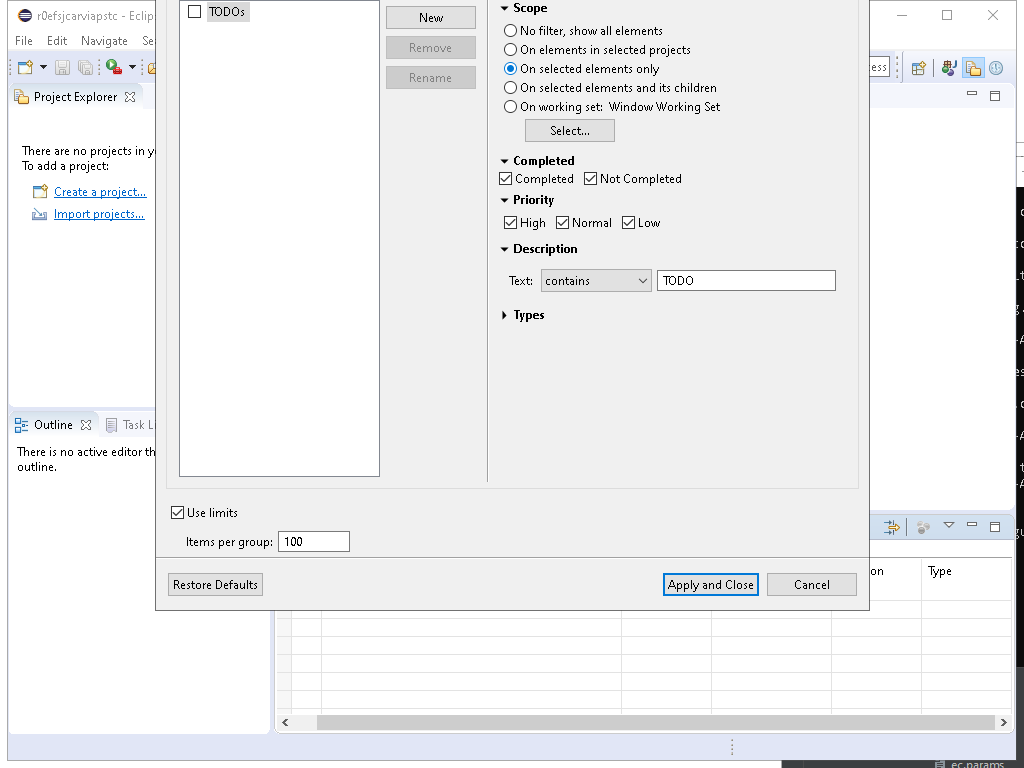 r0efsjcarviapstc - Eclip
File Edit Navigate Se
ess
Project Explorer
There are no projects in y
To add a project:
Create a project...
Import projects...
Outline
Task Li
There is no active editor th
outline.
TODOs
New
Remove
Rename
Scope
No filter, show all elements
On elements in selected projects
On selected elements only
On selected elements and its children
On working set: Window Working Set
Select...
Completed
Completed Not Completed
Priority
High Normal Low
Description
Text: contains TODO
Types
Use limits
Items per group: 100
Restore Defaults Apply and Close Cancel
on Type
ec.params